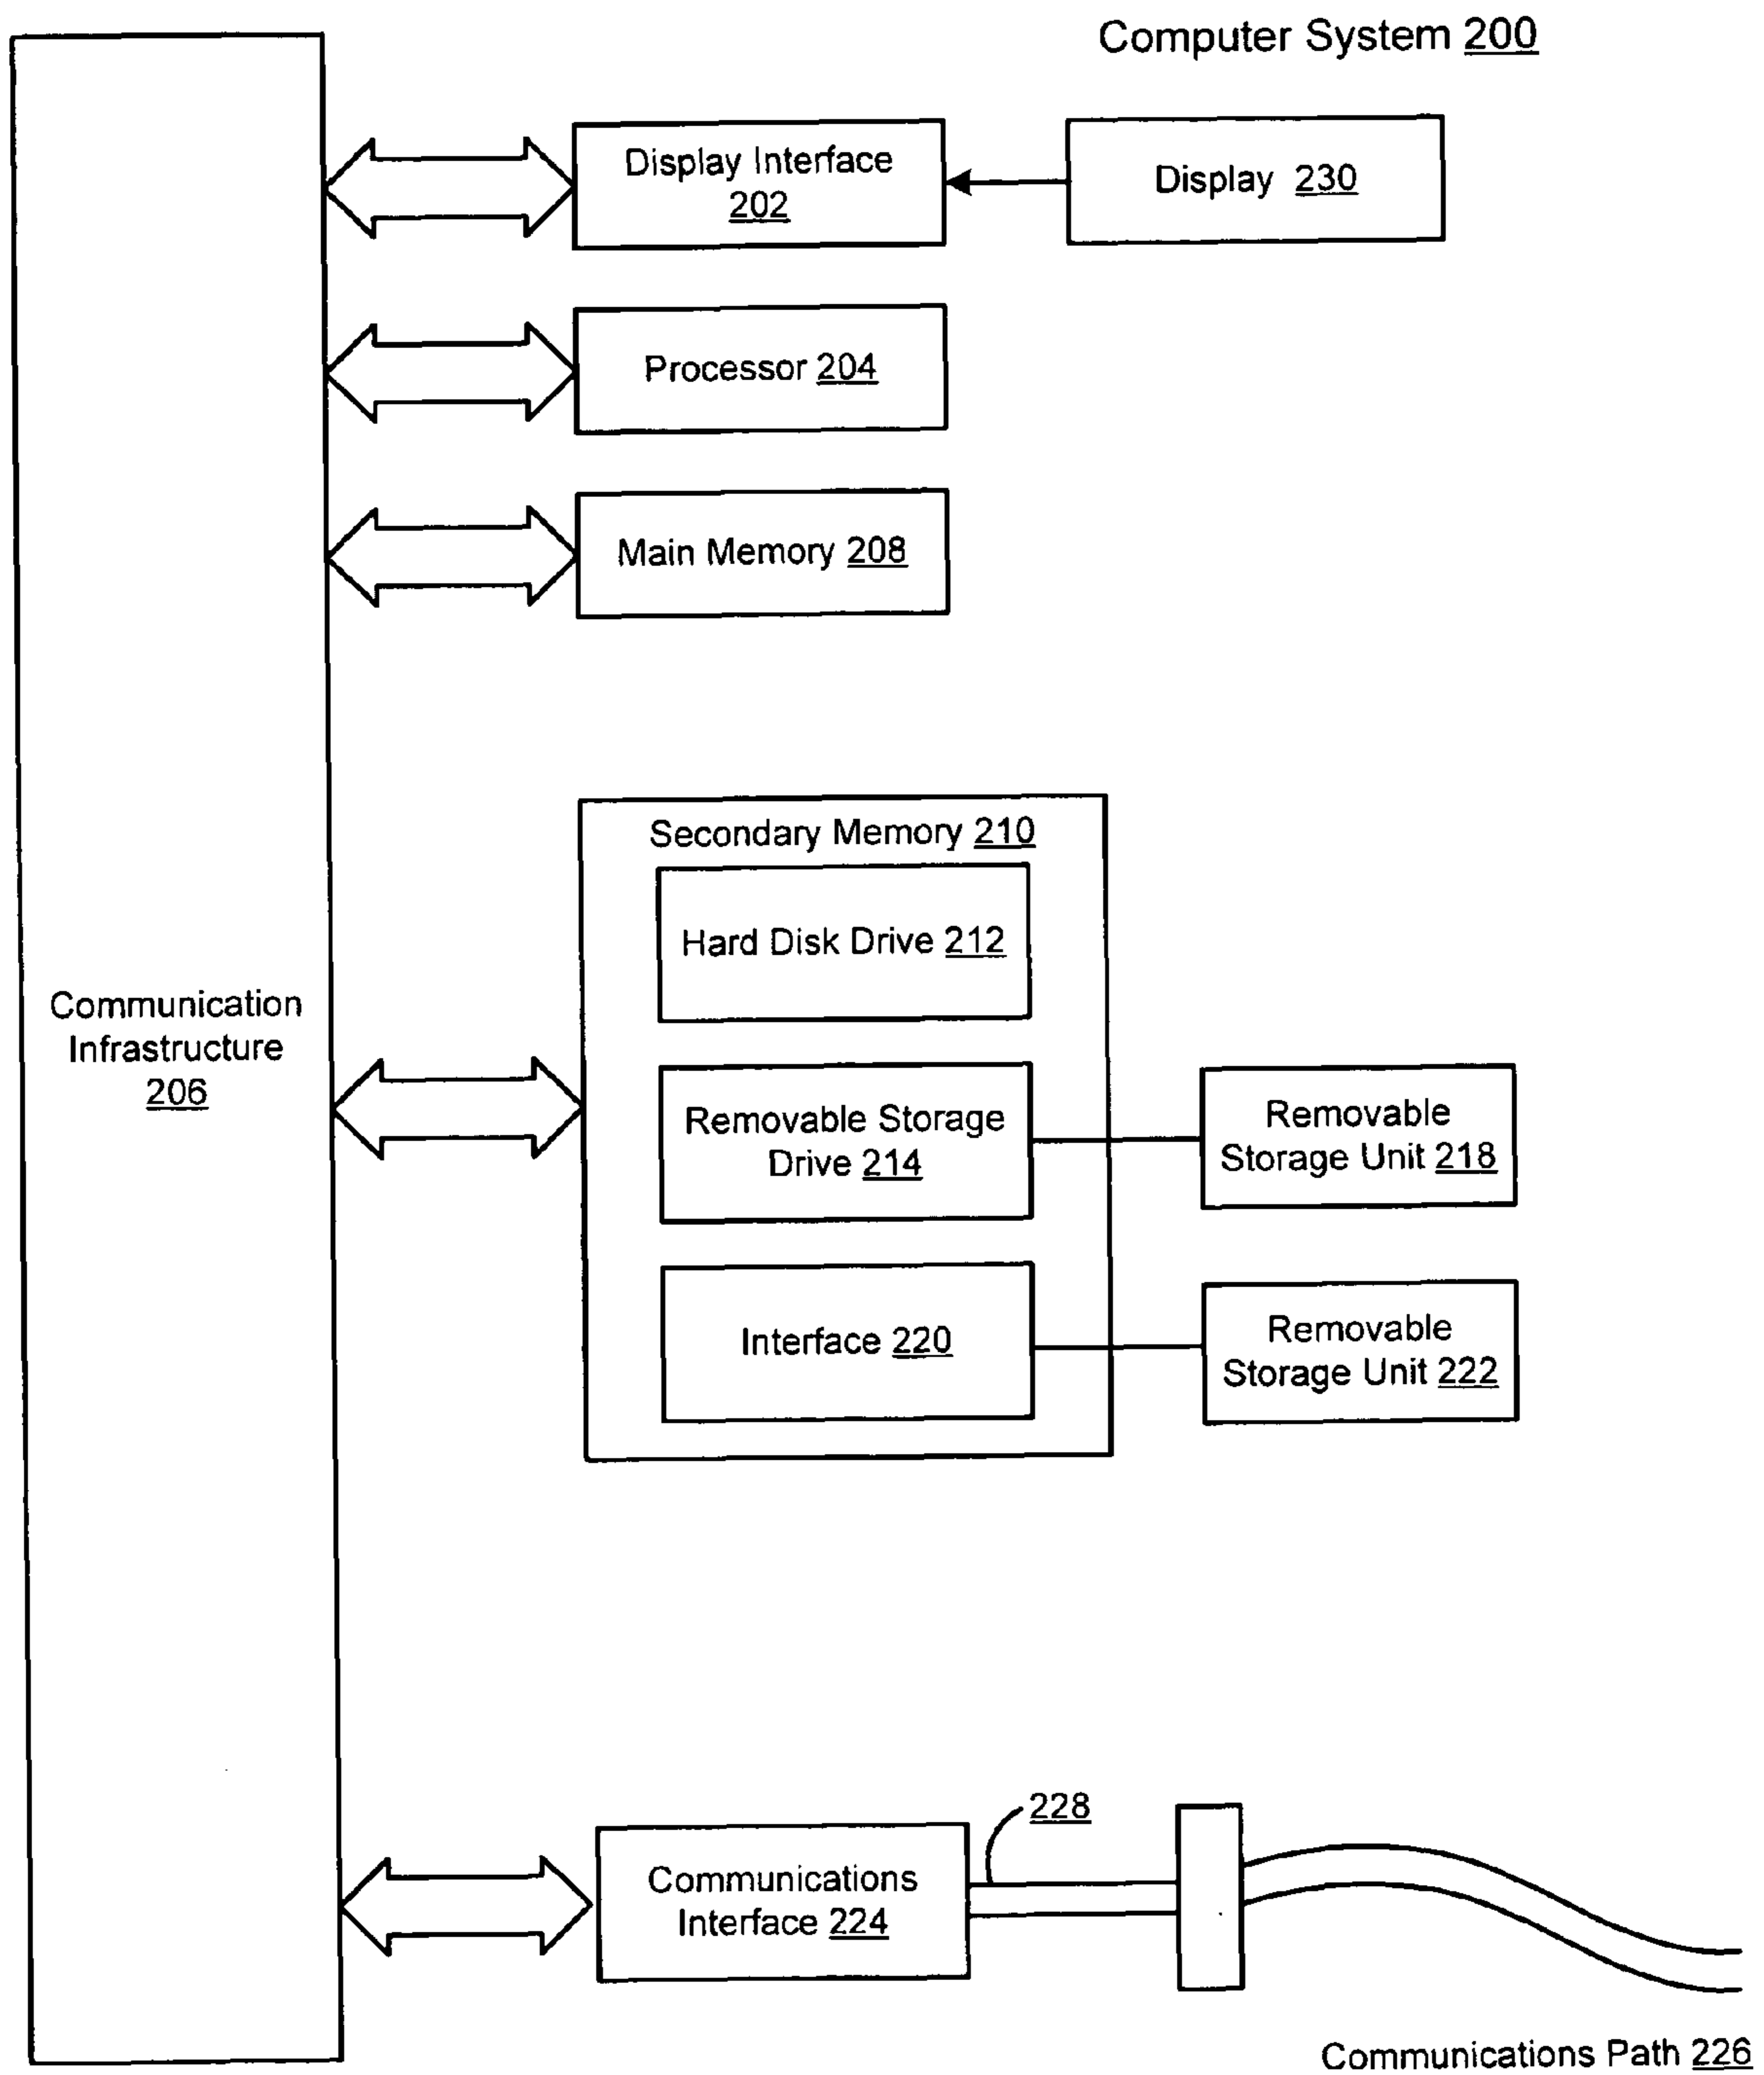 Computer System 200
Display Interface
202
Display 230
Processor 204
Main Memory 208
Secondary Memory 210
Hard Disk Drive 212
Communication
Infrastructure
206
Removable Storage
Drive 214
Removable
Storage Unit 218
Interface 220
Removable
Storage Unit 222
228
Communications
Interface 224
Communications Path 226